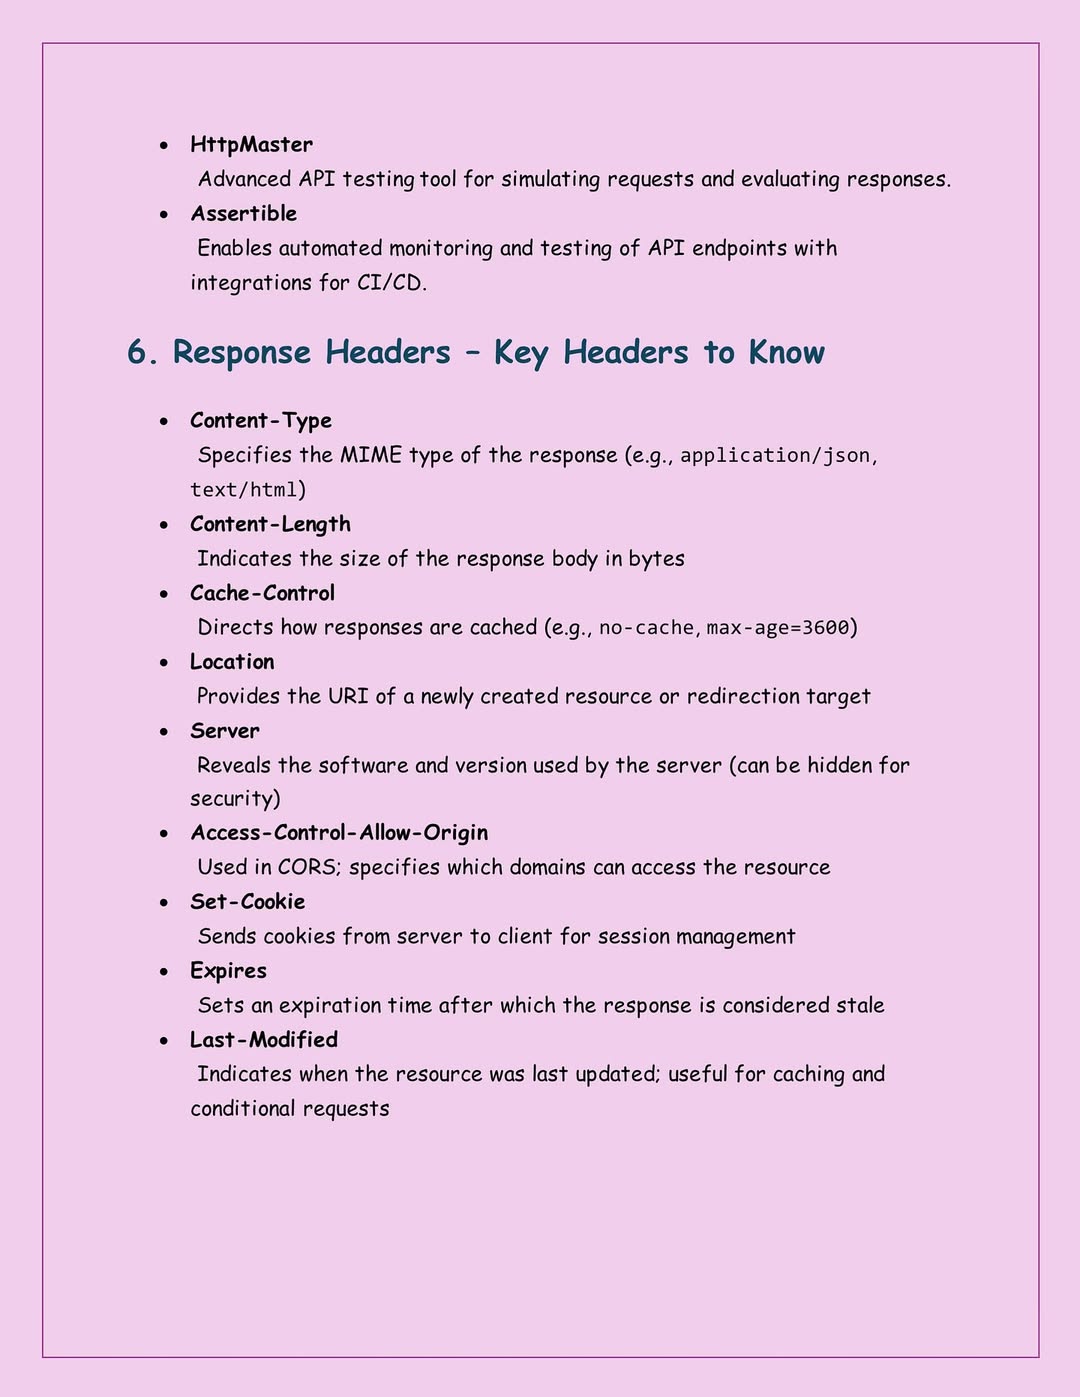 • HttpMaster
Advanced API testing tool for simulating requests and evaluating responses.
• Assertible
Enables automated monitoring and testing of API endpoints with
integrations for CI/CD.
6. Response Headers – Key Headers to Know
• Content-Type
Specifies the MIME type of the response (e.g., application/json,
text/html)
• Content-Length
Indicates the size of the response body in bytes
• Cache-Control
Directs how responses are cached (e.g., no-cache, max-age=3600)
• Location
Provides the URI of a newly created resource or redirection target
• Server
Reveals the software and version used by the server (can be hidden for
security)
• Access-Control-Allow-Origin
Used in CORS; specifies which domains can access the resource
• Set-Cookie
Sends cookies from server to client for session management
• Expires
Sets an expiration time after which the response is considered stale
• Last-Modified
Indicates when the resource was last updated; useful for caching and
conditional requests